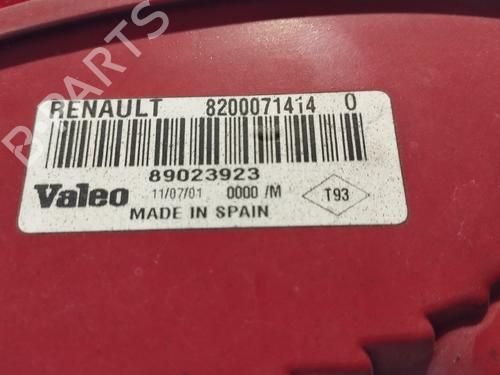 B-PARTS
RENAULT 8200071414 0
89023923
Valeo 11/07/01 0000 /M T93
MADE IN SPAIN